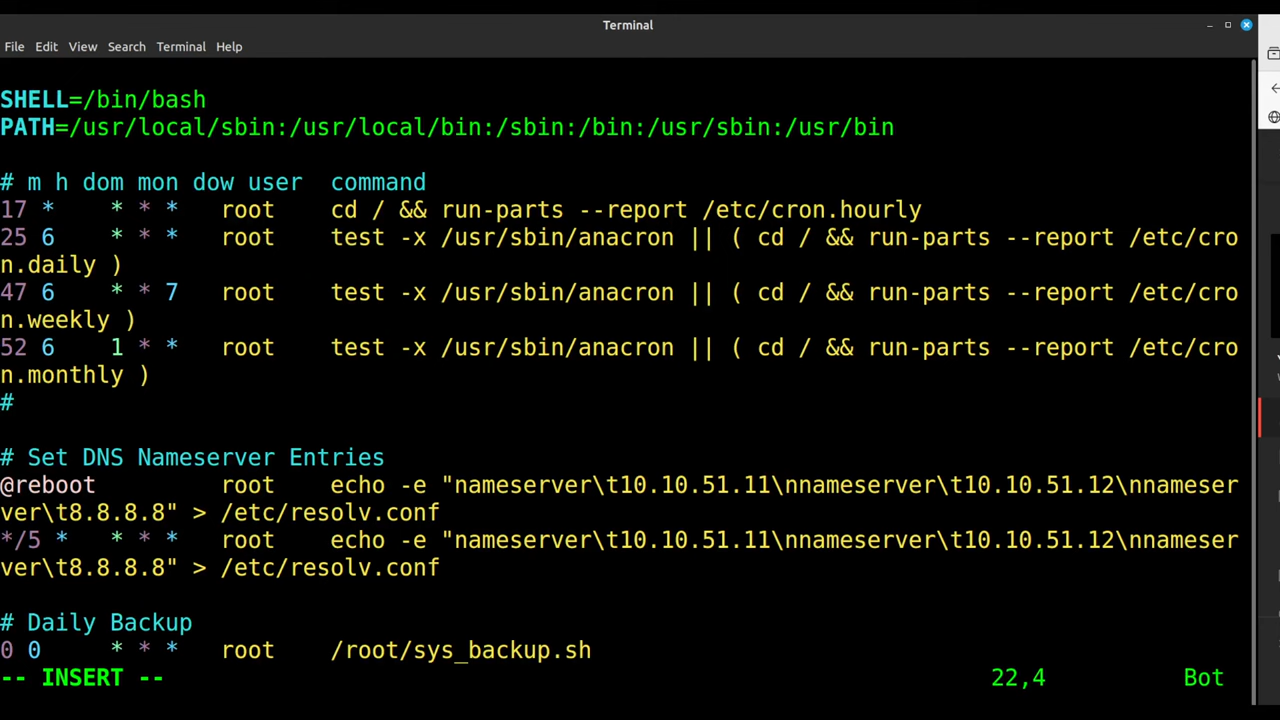 Terminal
File Edit View Search Terminal Help
SHELL=/bin/bash
PATH=/usr/local/sbin:/usr/local/bin:/sbin:/bin:/usr/sbin:/usr/bin
# m h dom mon dow user  command
17 *    * * *   root    cd / && run-parts --report /etc/cron.hourly
25 6    * * *   root    test -x /usr/sbin/anacron || ( cd / && run-parts --report /etc/cro
n.daily )
47 6    * * 7   root    test -x /usr/sbin/anacron || ( cd / && run-parts --report /etc/cro
n.weekly )
52 6    1 * *   root    test -x /usr/sbin/anacron || ( cd / && run-parts --report /etc/cro
n.monthly )
#
# Set DNS Nameserver Entries
@reboot         root    echo -e "nameserver\t10.10.51.11\nnameserver\t10.10.51.12\nnameser
ver\t8.8.8.8" > /etc/resolv.conf
*/5 *   * * *   root    echo -e "nameserver\t10.10.51.11\nnameserver\t10.10.51.12\nnameser
ver\t8.8.8.8" > /etc/resolv.conf
# Daily Backup
0 0     * * *   root    /root/sys_backup.sh
-- INSERT --                                                            22,4          Bot